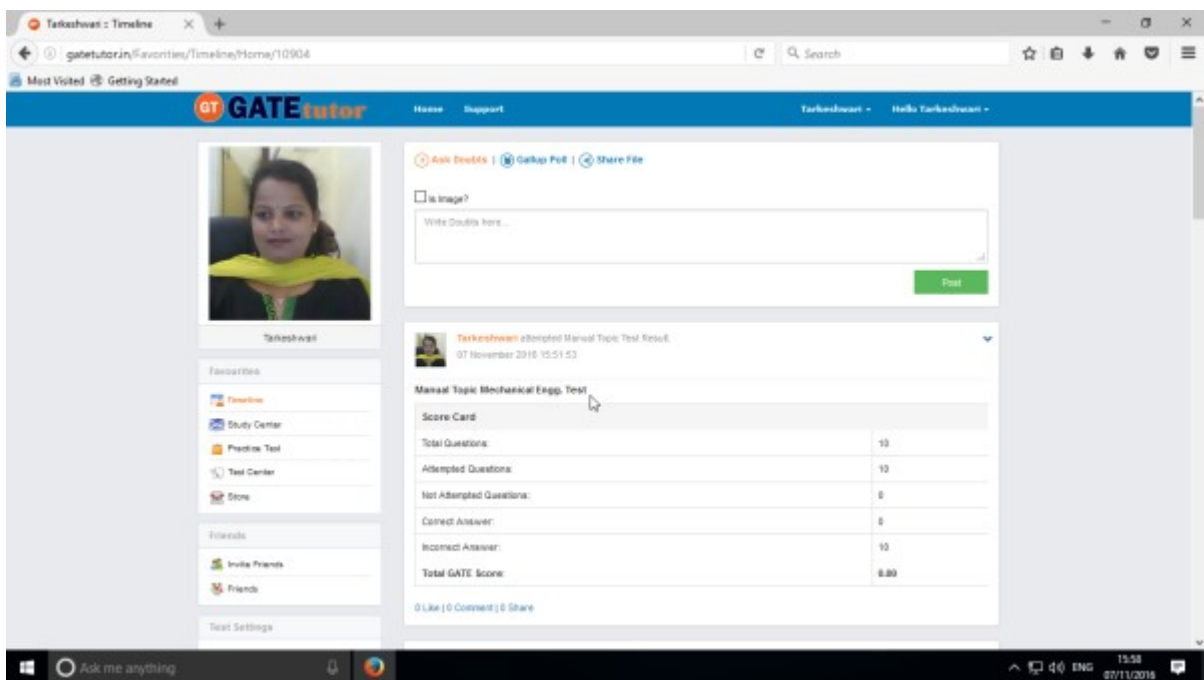 Tarkeshwari :: Timeline
gatetutor.in/Favorities/Timeline/Home/10904
Search
Most Visited Getting Started
GT GATEtutor Home Support Tarkeshwari Hello Tarkeshwari
Ask Doubts | Gallup Poll | Share File
Is Image?
Write Doubts here...
Post
Tarkeshwari
Tarkeshwari attempted Manual Topic Test Result.
07 November 2016 15:51:53
Favourites
Timeline
Study Center
Practice Test
Test Center
Store
Manual Topic Mechanical Engg. Test
Score Card
Total Questions: 10
Attempted Questions: 10
Not Attempted Questions: 0
Correct Answer: 0
Incorrect Answer: 10
Total GATE Score: 0.00
0 Like | 0 Comment | 0 Share
Friends
Invite Friends
Friends
Test Settings
Ask me anything
ENG
15:58
07/11/2016